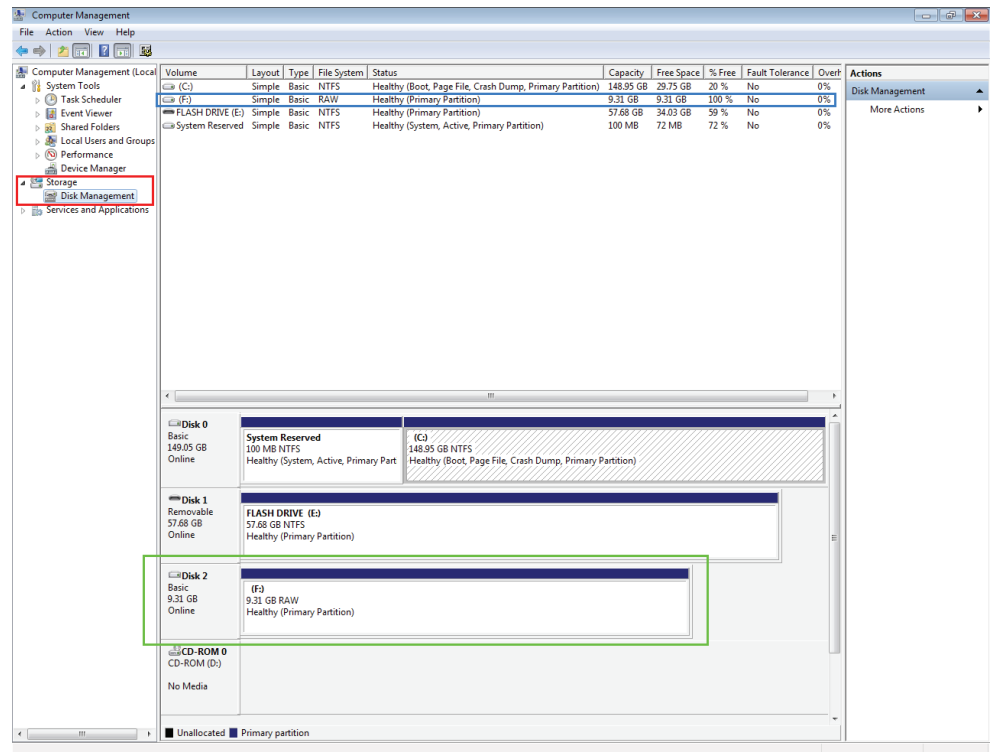 Computer Management
File Action View Help
Computer Management (Local
System Tools
Task Scheduler
Event Viewer
Shared Folders
Local Users and Groups
Performance
Device Manager
Storage
Disk Management
Services and Applications
Volume Layout Type File System Status Capacity Free Space % Free Fault Tolerance Overh
(C:) Simple Basic NTFS Healthy (Boot, Page File, Crash Dump, Primary Partition) 148.95 GB 29.75 GB 20 % No 0%
(F:) Simple Basic RAW Healthy (Primary Partition) 9.31 GB 9.31 GB 100 % No 0%
FLASH DRIVE (E:) Simple Basic NTFS Healthy (Primary Partition) 57.68 GB 34.03 GB 59 % No 0%
System Reserved Simple Basic NTFS Healthy (System, Active, Primary Partition) 100 MB 72 MB 72 % No 0%
Actions
Disk Management
More Actions
Disk 0
Basic
149.05 GB
Online
System Reserved
100 MB NTFS
Healthy (System, Active, Primary Part
(C:)
148.95 GB NTFS
Healthy (Boot, Page File, Crash Dump, Primary Partition)
Disk 1
Removable
57.68 GB
Online
FLASH DRIVE (E:)
57.68 GB NTFS
Healthy (Primary Partition)
Disk 2
Basic
9.31 GB
Online
(F:)
9.31 GB RAW
Healthy (Primary Partition)
CD-ROM 0
CD-ROM (D:)
No Media
Unallocated Primary partition